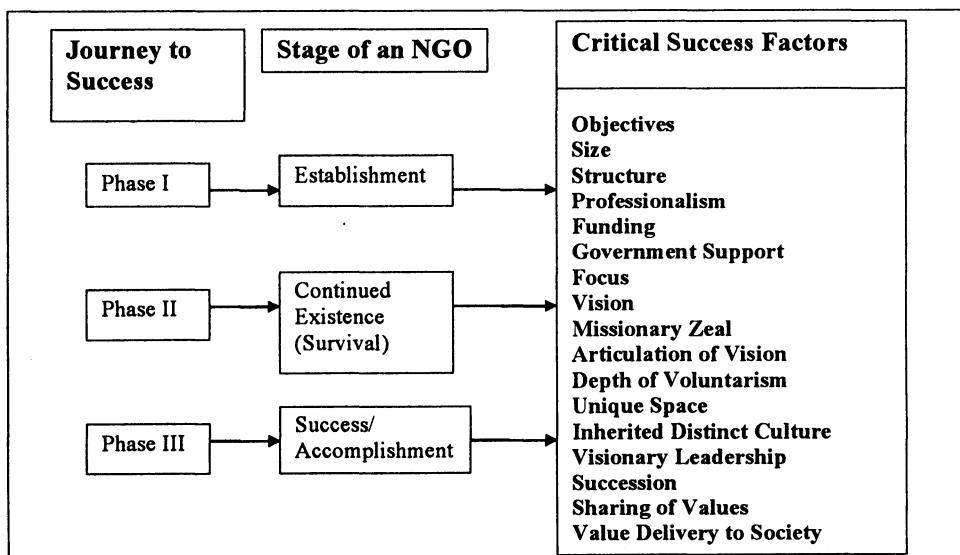 Journey to
Success
Stage of an NGO
Critical Success Factors
Phase I
Establishment
Phase II
Continued
Existence
(Survival)
Phase III
Success/
Accomplishment
Objectives
Size
Structure
Professionalism
Funding
Government Support
Focus
Vision
Missionary Zeal
Articulation of Vision
Depth of Voluntarism
Unique Space
Inherited Distinct Culture
Visionary Leadership
Succession
Sharing of Values
Value Delivery to Society